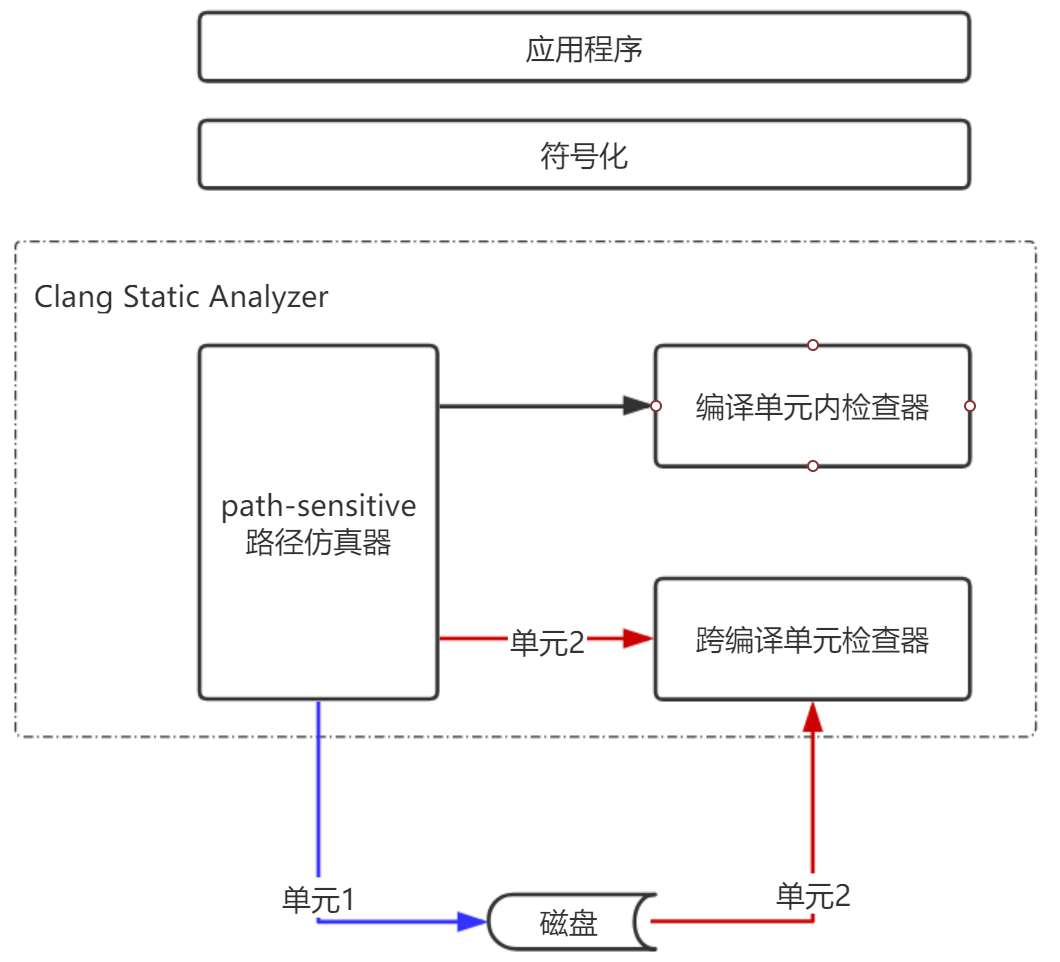 应用程序
符号化
Clang Static Analyzer
path-sensitive
路径仿真器
编译单元内检查器
单元2
跨编译单元检查器
单元1
磁盘
单元2